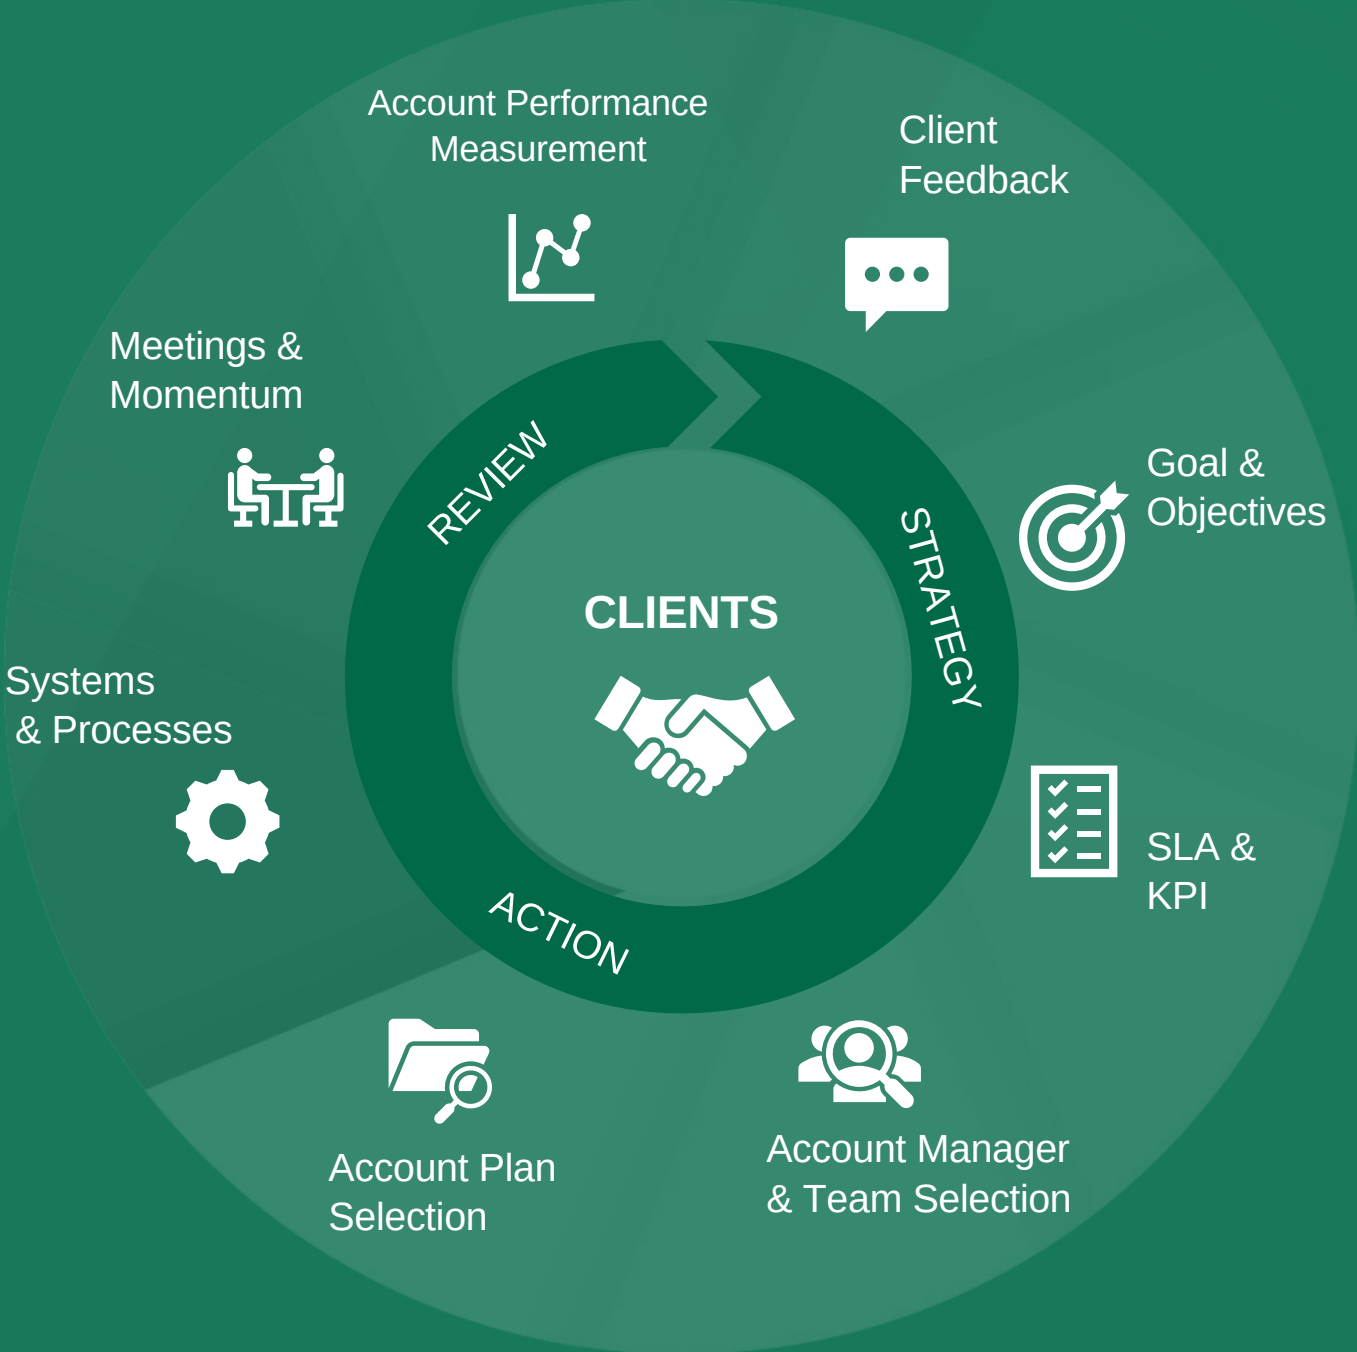 Account Performance
Measurement
Client
Feedback
Meetings &
Momentum
Goal &
Objectives
REVIEW
STRATEGY
CLIENTS
Systems
& Processes
SLA &
KPI
ACTION
Account Plan
Selection
Account Manager
& Team Selection